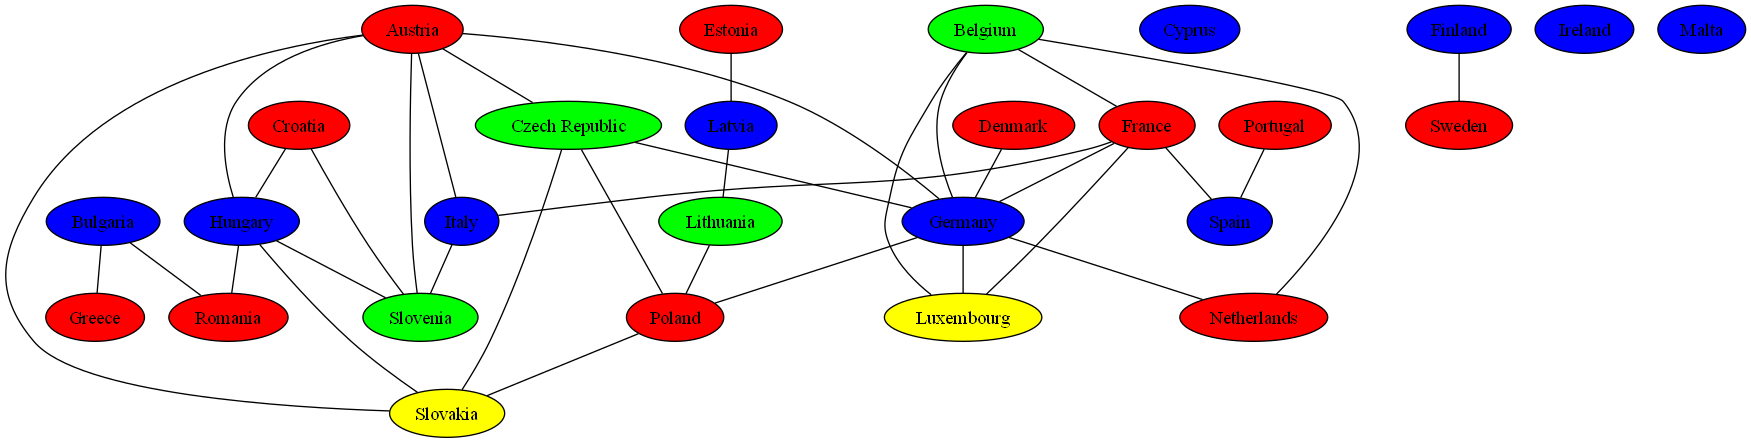 Austria
Estonia
Belgium
Cyprus
Finland
Ireland
Malta
Croatia
Czech Republic
Latvia
Denmark
France
Portugal
Sweden
Bulgaria
Hungary
Italy
Lithuania
Germany
Spain
Greece
Romania
Slovenia
Poland
Luxembourg
Netherlands
Slovakia